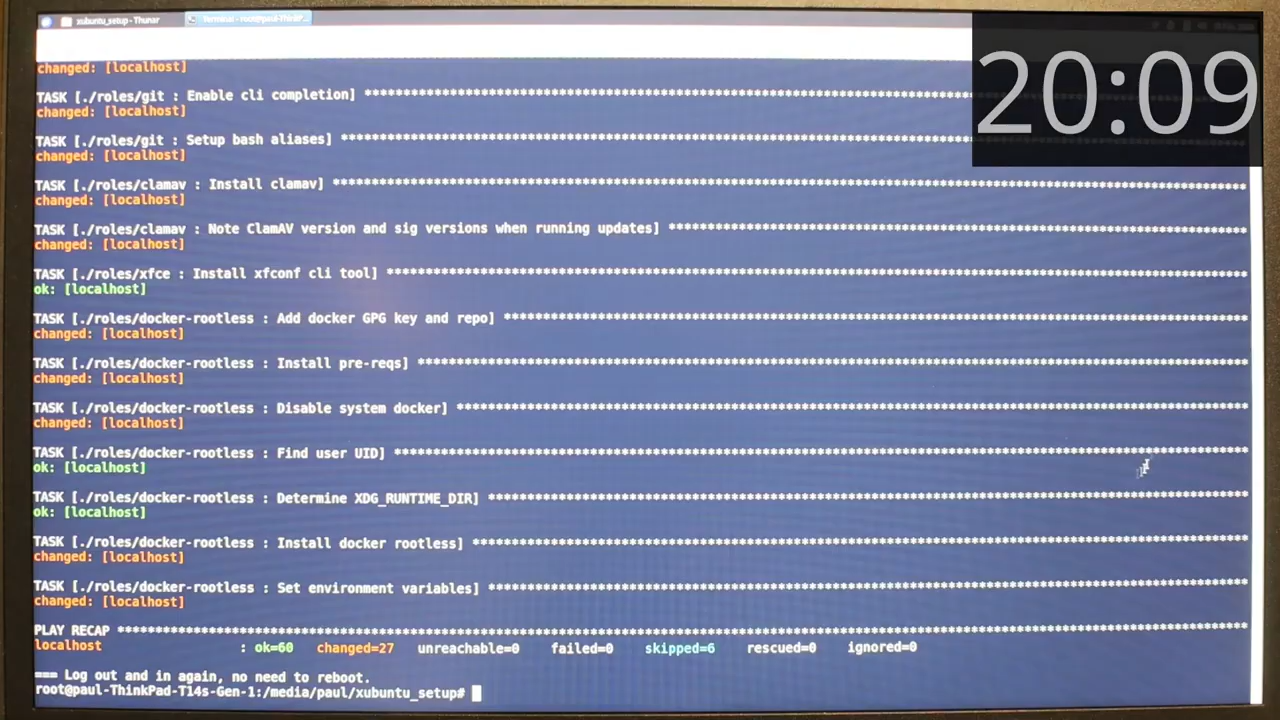 xubuntu_setup - Thunar
Terminal - root@paul-ThinkP...
20:09
changed: [localhost]
TASK [./roles/git : Enable cli completion] ******************************************************************************
changed: [localhost]
TASK [./roles/git : Setup bash aliases] ******************************************************************************
changed: [localhost]
TASK [./roles/clamav : Install clamav] **********************************************************************************************************************
changed: [localhost]
TASK [./roles/clamav : Note ClamAV version and sig versions when running updates] ***************************************************************************
changed: [localhost]
TASK [./roles/xfce : Install xfconf cli tool] ***************************************************************************************************************
ok: [localhost]
TASK [./roles/docker-rootless : Add docker GPG key and repo] ************************************************************************************************
changed: [localhost]
TASK [./roles/docker-rootless : Install pre-reqs] ***********************************************************************************************************
changed: [localhost]
TASK [./roles/docker-rootless : Disable system docker] ******************************************************************************************************
changed: [localhost]
TASK [./roles/docker-rootless : Find user UID] **************************************************************************************************************
ok: [localhost]
TASK [./roles/docker-rootless : Determine XDG_RUNTIME_DIR] **************************************************************************************************
ok: [localhost]
TASK [./roles/docker-rootless : Install docker rootless] ****************************************************************************************************
changed: [localhost]
TASK [./roles/docker-rootless : Set environment variables] **************************************************************************************************
changed: [localhost]
PLAY RECAP **************************************************************************************************************************************************
localhost : ok=60 changed=27 unreachable=0 failed=0 skipped=6 rescued=0 ignored=0
=== Log out and in again, no need to reboot.
root@paul-ThinkPad-T14s-Gen-1:/media/paul/xubuntu_setup#